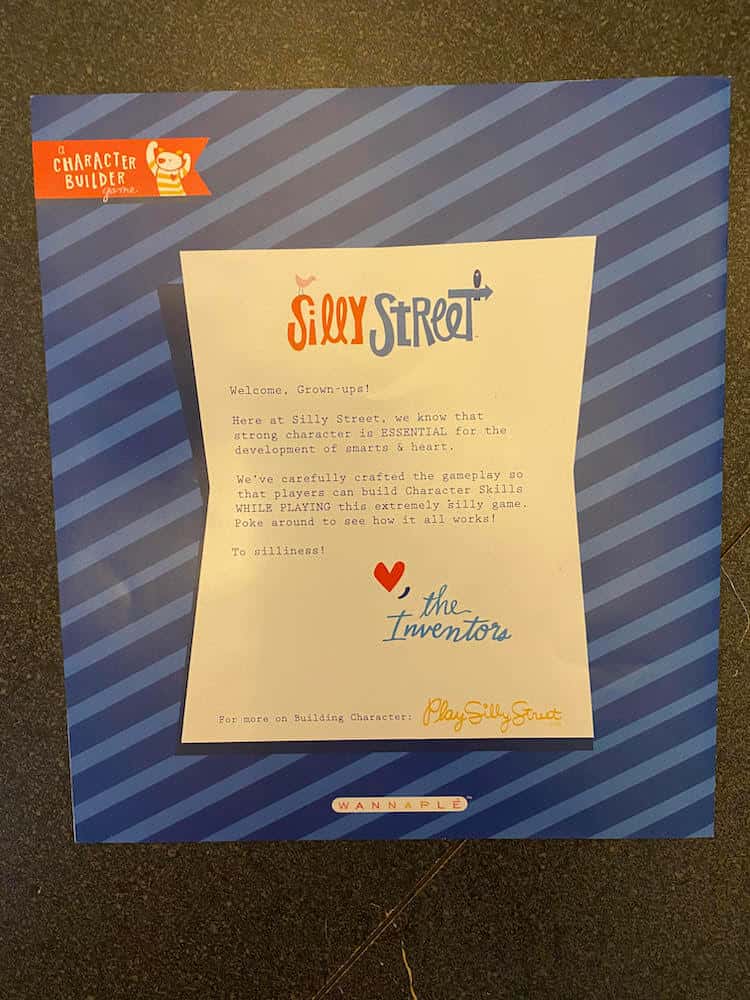 a
CHARACTER
BUILDER
game
SillY STREET™
Welcome, Grown-ups!
Here at Silly Street, we know that
strong character is ESSENTIAL for the
development of smarts & heart.
We've carefully crafted the gameplay so
that players can build Character Skills
WHILE PLAYING this extremely silly game.
Poke around to see how it all works!
To silliness!
, the
Inventors
For more on Building Character: PlaySillyStreet
WANNAPLÉ™